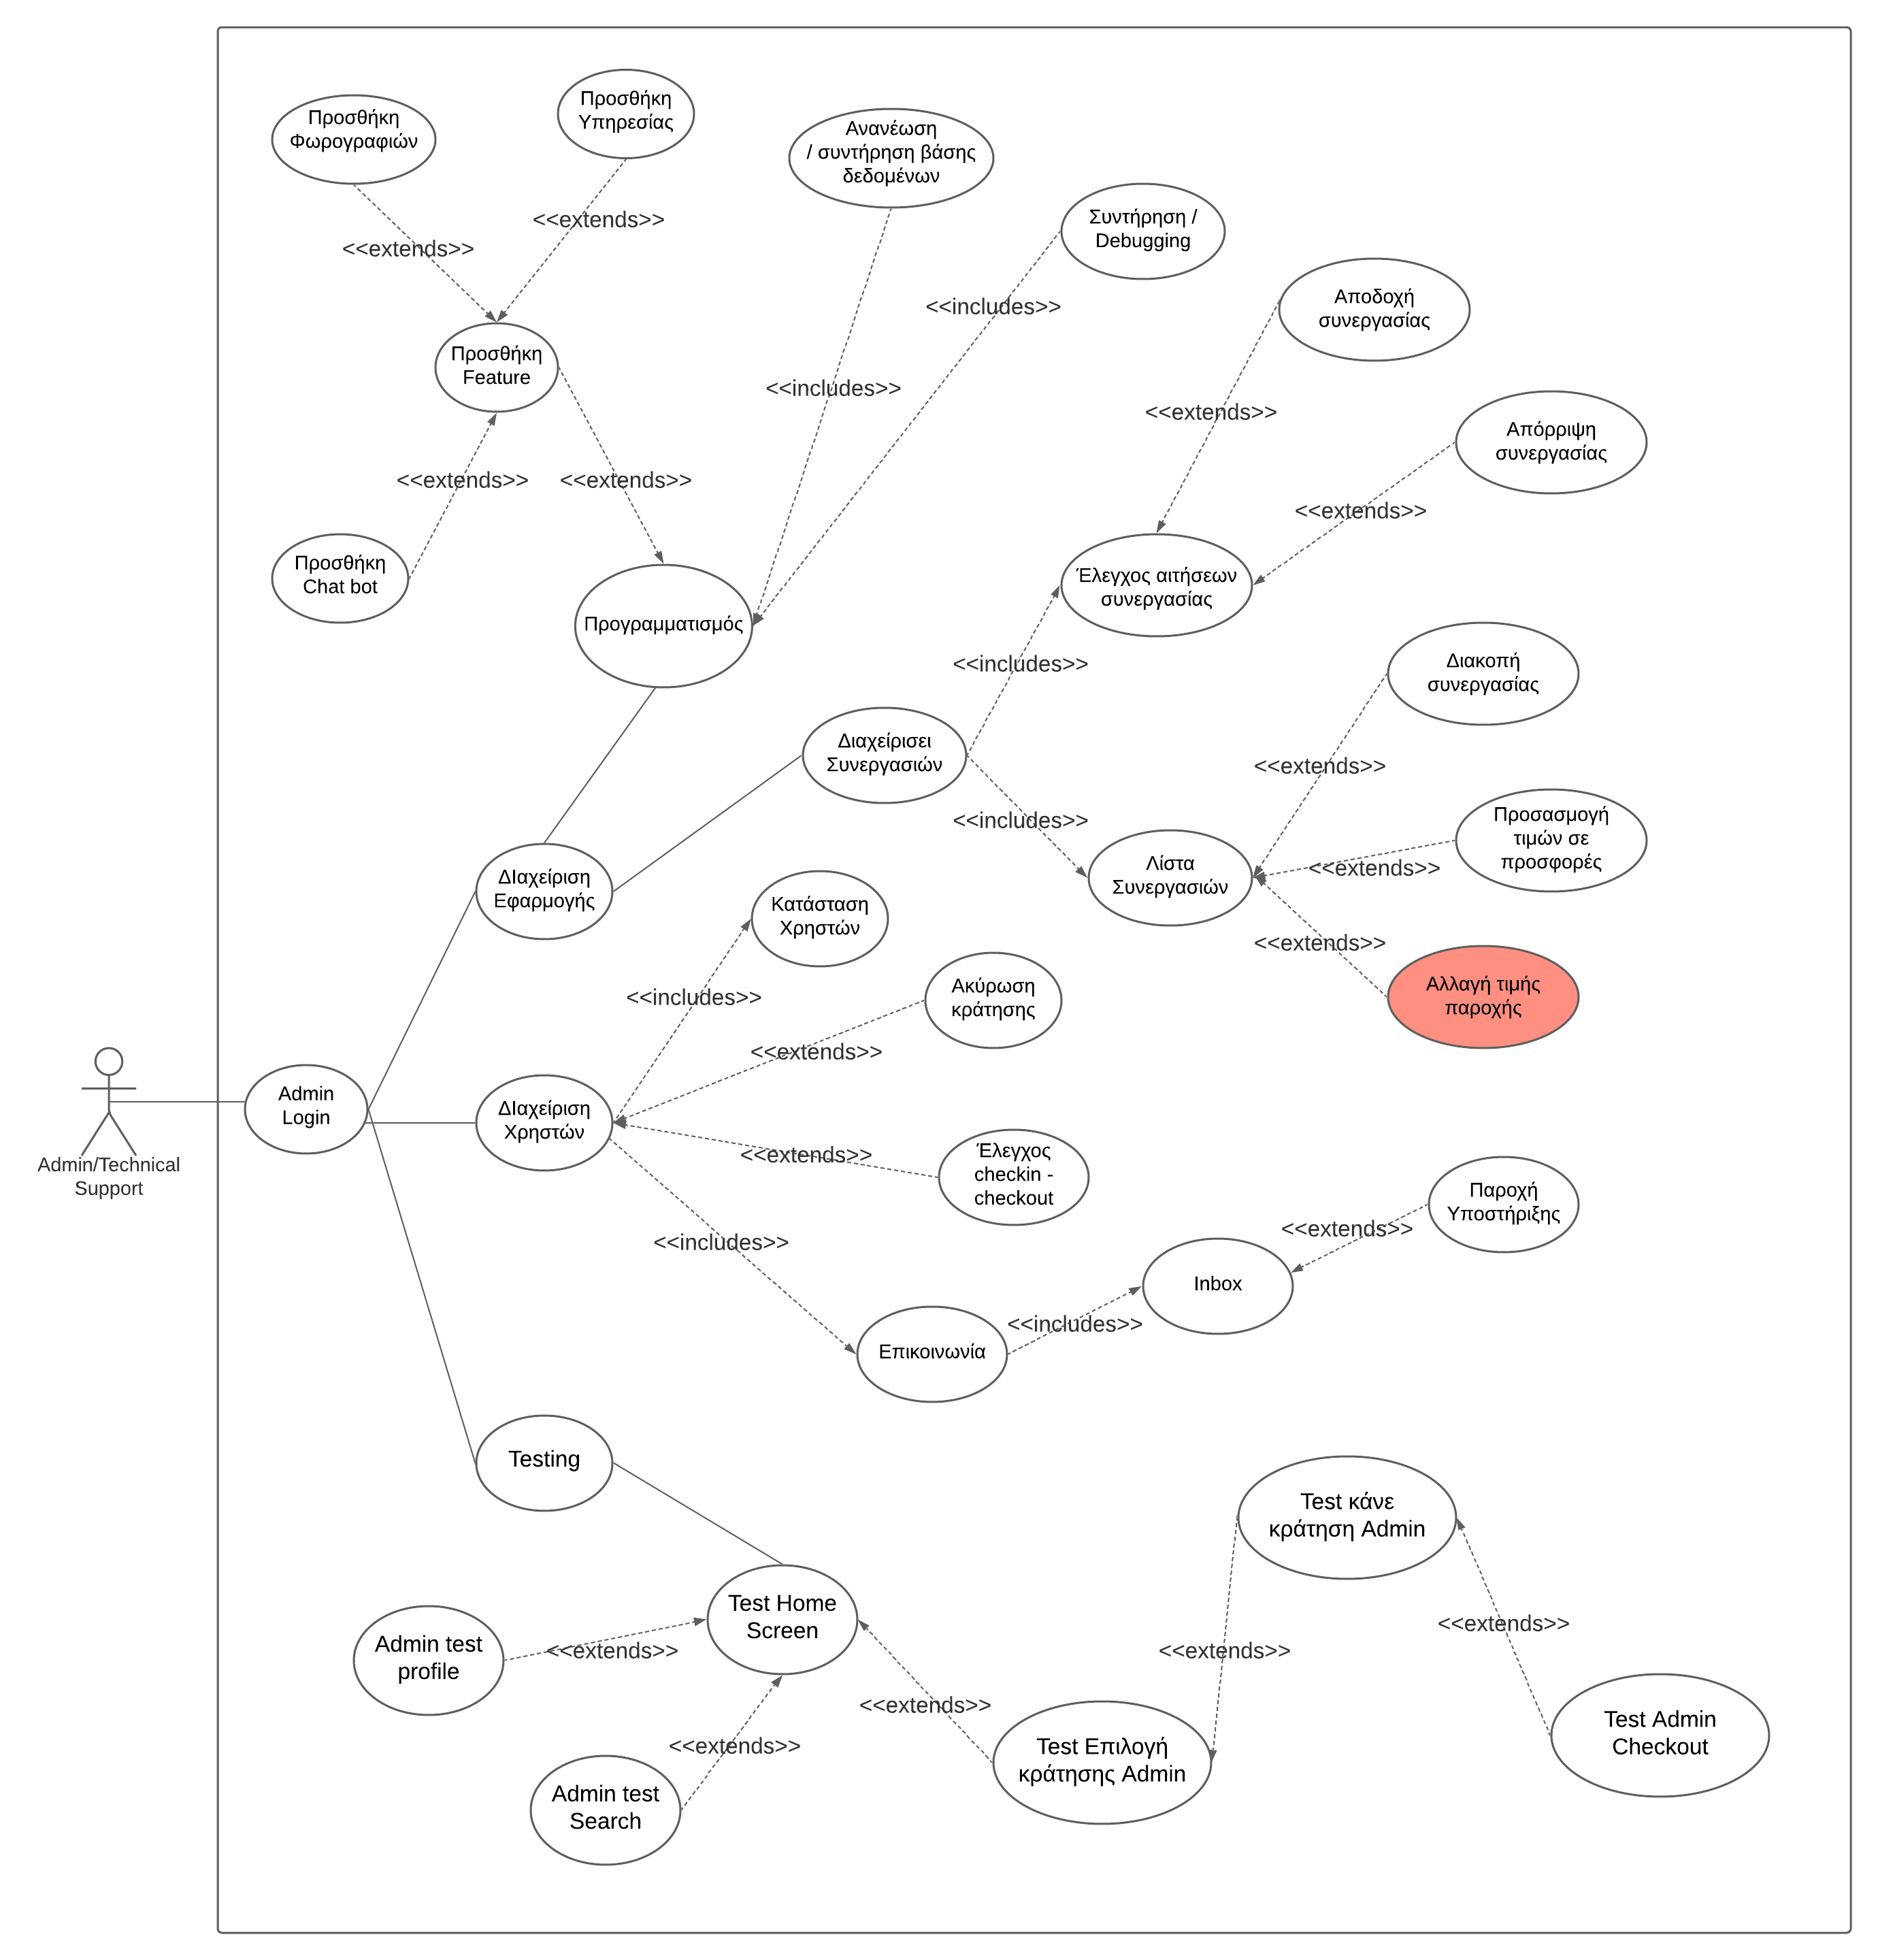 Προσθήκη
Φωρογραφιών
Προσθήκη
Υπηρεσίας
Ανανέωση
/ συντήρηση βάσης
δεδομένων
Συντήρηση /
Debugging
<<extends>>
<<extends>>
<<includes>>
Αποδοχή
συνεργασίας
Προσθήκη
Feature
<<includes>>
<<extends>>
Απόρριψη
συνεργασίας
<<extends>>
<<extends>>
<<extends>>
Προσθήκη
Chat bot
Έλεγχος αιτήσεων
συνεργασίας
Προγραμματισμός
<<includes>>
Διακοπή
συνεργασίας
Διαχείρισει
Συνεργασιών
<<extends>>
<<includes>>
Προσασμογή
τιμών σε
προσφορές
Λίστα
Συνεργασιών
<<extends>>
ΔΙαχείριση
Εφαρμογής
Κατάσταση
Χρηστών
<<extends>>
Αλλαγή τιμής
παροχής
<<includes>>
Ακύρωση
κράτησης
<<extends>>
Admin
Login
ΔΙαχείριση
Χρηστών
<<extends>>
Έλεγχος
checkin -
checkout
Admin/Technical
Support
Παροχή
Υποστήριξης
<<extends>>
<<includes>>
Inbox
<<includes>>
Επικοινωνία
Testing
Test κάνε
κράτηση Admin
Test Home
Screen
<<extends>>
Admin test
profile
<<extends>>
<<extends>>
<<extends>>
Test Admin
Checkout
<<extends>>
Test Επιλογή
κράτησης Admin
Admin test
Search